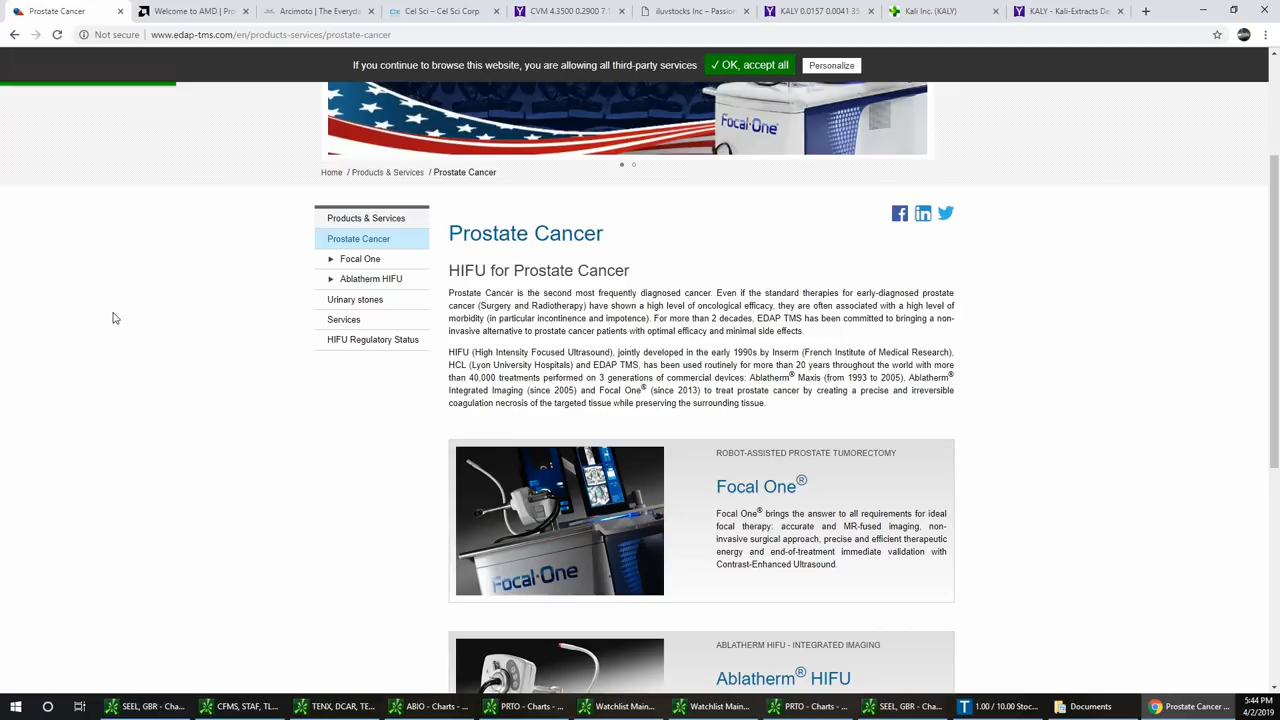 Prostate Cancer
Welcome to AMD | Pro
Arcimoto | The Everyda
Cel Sci – Cel Sci Corp
CVM 4.3500 0.2900 7.1
iluvstocks Inc – Passion
KALY 0.0157 0.0041 35
Kali Inc. (KALY)
KALY - Kali-Extracts De
Not secure | www.edap-tms.com/en/products-services/prostate-cancer
If you continue to browse this website, you are allowing all third-party services
✓ OK, accept all
Personalize
Focal One®
Home / Products & Services / Prostate Cancer
Products & Services
Prostate Cancer
Focal One
Ablatherm HIFU
Urinary stones
Services
HIFU Regulatory Status
Prostate Cancer
HIFU for Prostate Cancer
Prostate Cancer is the second most frequently diagnosed cancer. Even if the standard therapies for early-diagnosed prostate
cancer (Surgery and Radiotherapy) have shown a high level of oncological efficacy, they are often associated with a high level of
morbidity (in particular incontinence and impotence). For more than 2 decades, EDAP TMS has been committed to bringing a non-
invasive alternative to prostate cancer patients with optimal efficacy and minimal side effects.
HIFU (High Intensity Focused Ultrasound), jointly developed in the early 1990s by Inserm (French Institute of Medical Research),
HCL (Lyon University Hospitals) and EDAP TMS, has been used routinely for more than 20 years throughout the world with more
than 40,000 treatments performed on 3 generations of commercial devices: Ablatherm® Maxis (from 1993 to 2005), Ablatherm®
Integrated Imaging (since 2005) and Focal One® (since 2013) to treat prostate cancer by creating a precise and irreversible
coagulation necrosis of the targeted tissue while preserving the surrounding tissue.
Focal One
ROBOT-ASSISTED PROSTATE TUMORECTOMY
Focal One®
Focal One® brings the answer to all requirements for ideal
focal therapy: accurate and MR-fused imaging, non-
invasive surgical approach, precise and efficient therapeutic
energy and end-of-treatment immediate validation with
Contrast-Enhanced Ultrasound.
ABLATHERM HIFU - INTEGRATED IMAGING
Ablatherm® HIFU
SEEL, GBR - Cha...
CFMS, STAF, TL...
TENX, DCAR, TE...
ABIO - Charts - ...
PRTO - Charts - ...
Watchlist Main...
Watchlist Main...
PRTO - Charts - ...
SEEL, GBR - Cha...
1.00 / 10.00 Stoc...
Documents
Prostate Cancer ...
5:44 PM
4/2/2019